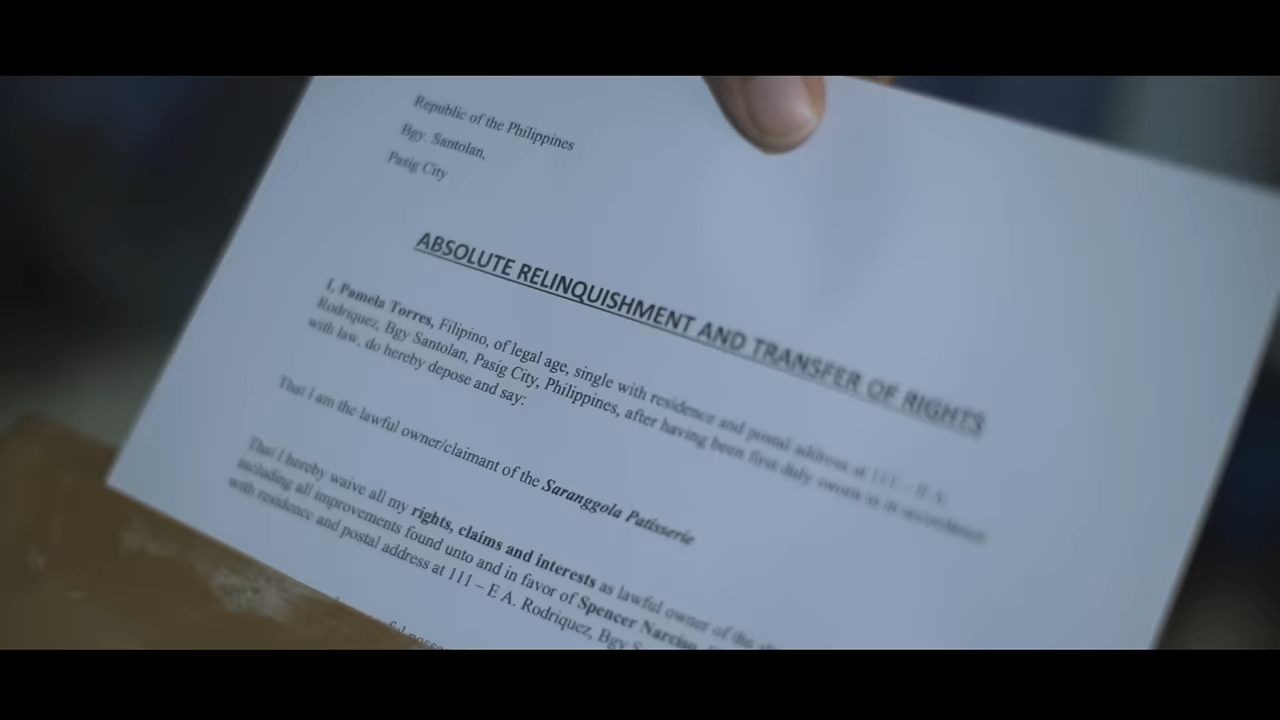 Republic of the Philippines
Bgy. Santolan,
Pasig City
ABSOLUTE RELINQUISHMENT AND TRANSFER OF RIGHTS
I, Pamela Torres, Filipino, of legal age, single with residence and postal address at 111 – E A.
Rodriquez, Bgy Santolan, Pasig City, Philippines, after having been first duly sworn to in accordance
with law, do hereby depose and say:
That I am the lawful owner/claimant of the Saranggola Patisserie
That I hereby waive all my rights, claims and interests as lawful owner of the
including all improvements found unto and in favor of Spencer Narciso,
with residence and postal address at 111 – E A. Rodriquez, Bgy